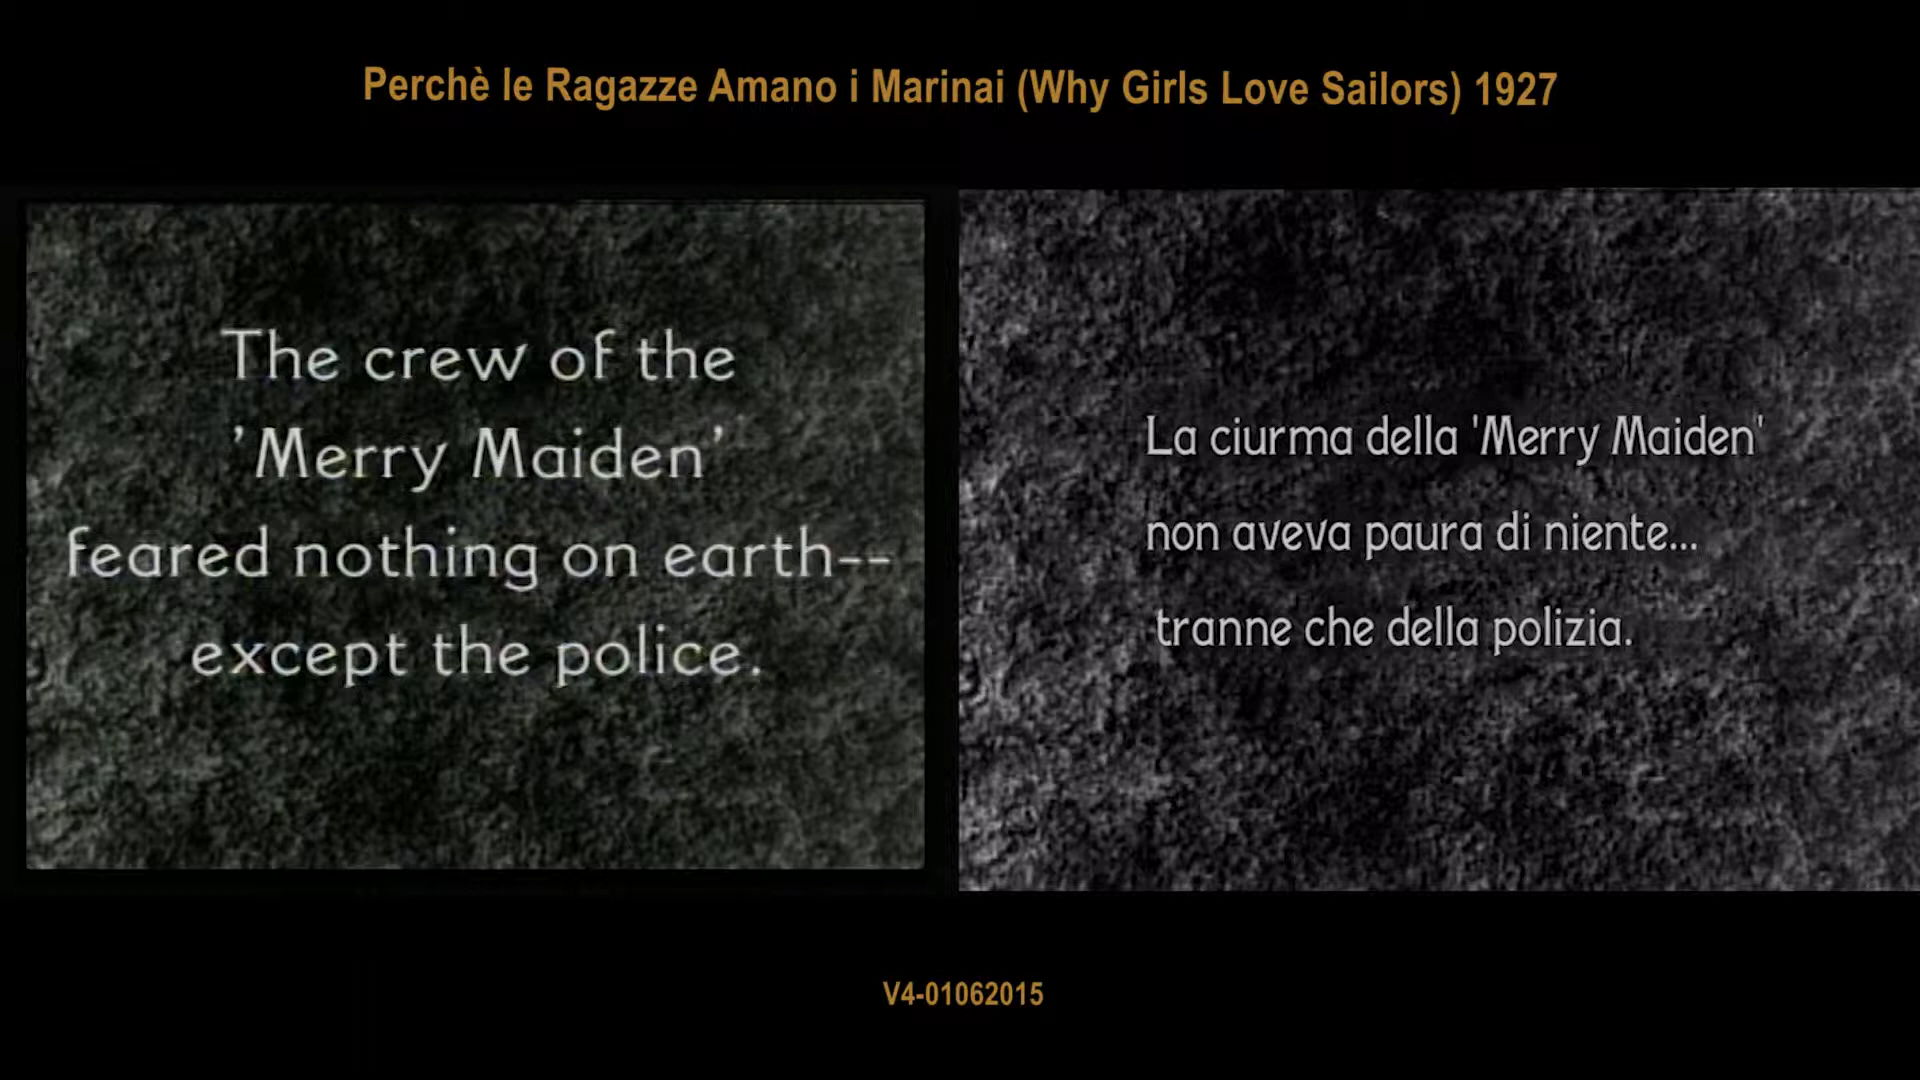 Perchè le Ragazze Amano i Marinai (Why Girls Love Sailors) 1927
The crew of the
'Merry Maiden'
feared nothing on earth--
except the police.
La ciurma della 'Merry Maiden'
non aveva paura di niente...
tranne che della polizia.
V4-01062015